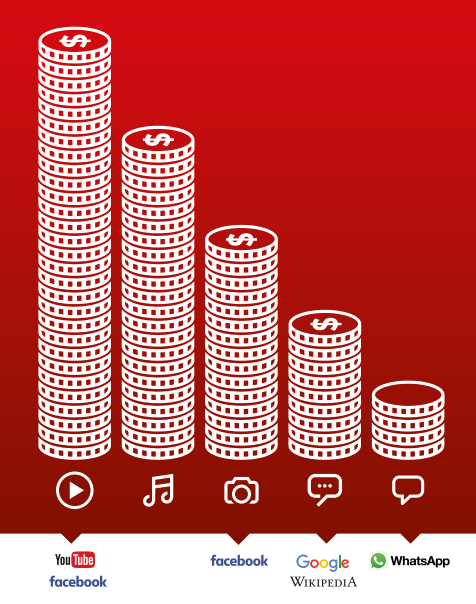 $
$
$
$
YouTube
facebook
facebook
Google
WIKIPEDIA
WhatsApp